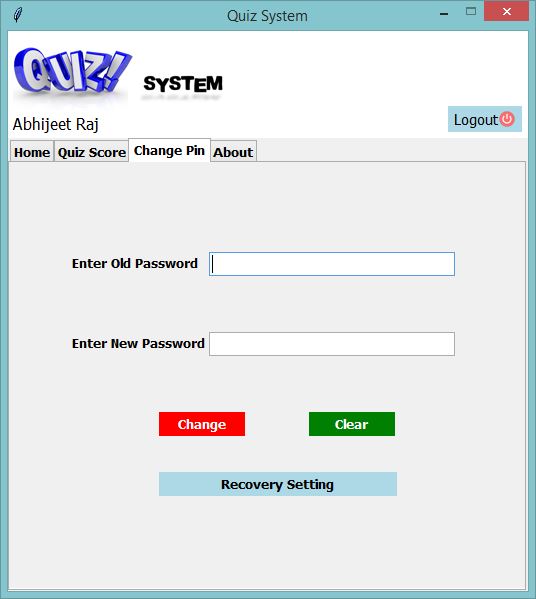 Quiz System
QUIZ! SYSTEM
Abhijeet Raj
Logout
Home Quiz Score Change Pin About
Enter Old Password
Enter New Password
Change Clear
Recovery Setting